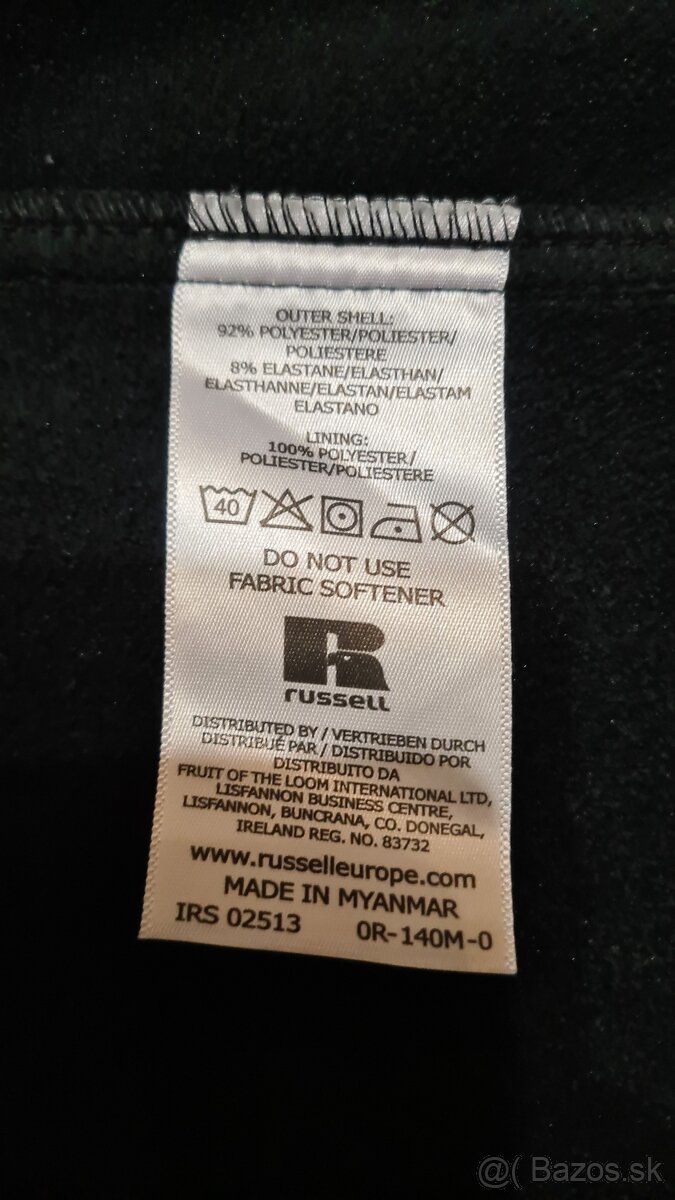 OUTER SHELL:
92% POLYESTER/POLIESTER/
POLIESTERE
8% ELASTANE/ELASTHAN/
ELASTHANNE/ELASTAN/ELASTAM
ELASTANO
LINING:
100% POLYESTER/
POLIESTER/POLIESTERE
40
DO NOT USE
FABRIC SOFTENER
R
russell
DISTRIBUTED BY / VERTRIEBEN DURCH
DISTRIBUÉ PAR / DISTRIBUIDO POR
DISTRIBUITO DA
FRUIT OF THE LOOM INTERNATIONAL LTD,
LISFANNON BUSINESS CENTRE,
LISFANNON, BUNCRANA, CO. DONEGAL,
IRELAND REG. NO. 83732
www.russelleurope.com
MADE IN MYANMAR
IRS 02513 0R-140M-0
@( Bazos.sk